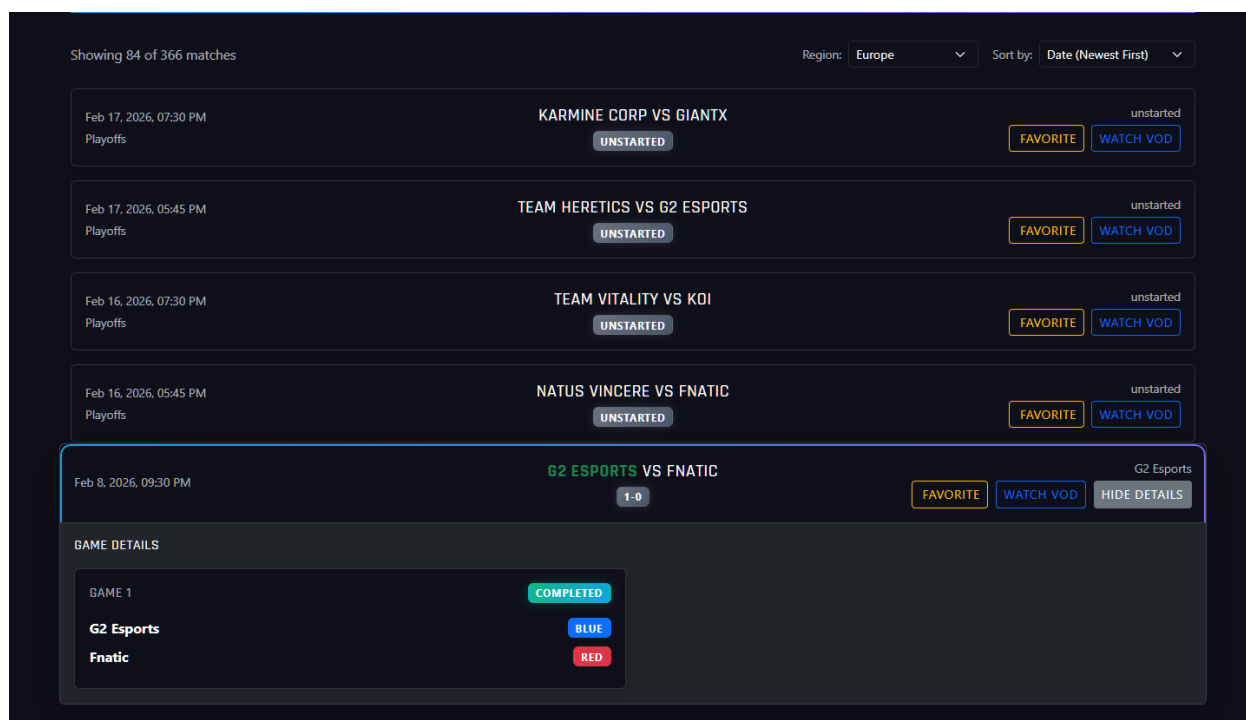 Showing 84 of 366 matches
Region: Europe Sort by: Date (Newest First)
Feb 17, 2026, 07:30 PM
Playoffs
KARMINE CORP VS GIANTX
UNSTARTED
unstarted
FAVORITE WATCH VOD
Feb 17, 2026, 05:45 PM
Playoffs
TEAM HERETICS VS G2 ESPORTS
UNSTARTED
unstarted
FAVORITE WATCH VOD
Feb 16, 2026, 07:30 PM
Playoffs
TEAM VITALITY VS KOI
UNSTARTED
unstarted
FAVORITE WATCH VOD
Feb 16, 2026, 05:45 PM
Playoffs
NATUS VINCERE VS FNATIC
UNSTARTED
unstarted
FAVORITE WATCH VOD
Feb 8, 2026, 09:30 PM
G2 ESPORTS VS FNATIC
1-0
G2 Esports
FAVORITE WATCH VOD HIDE DETAILS
GAME DETAILS
GAME 1 COMPLETED
G2 Esports BLUE
Fnatic RED